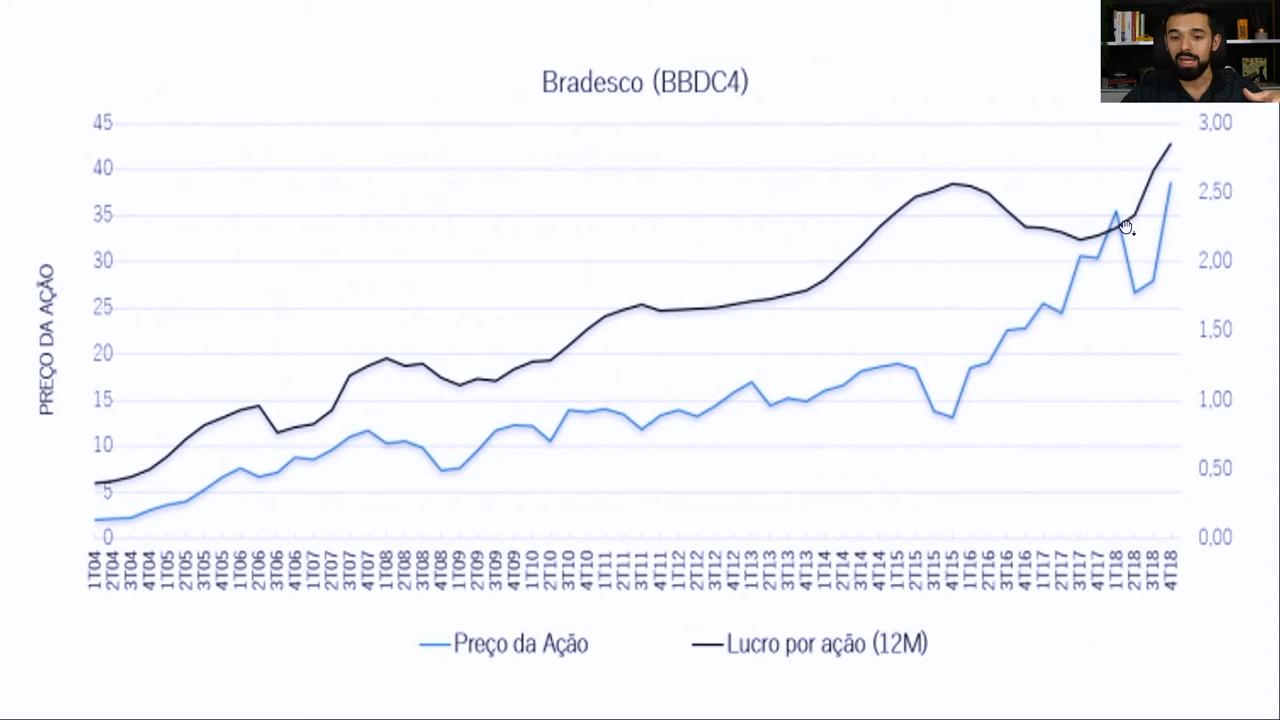 Bradesco (BBDC4)
45
40
35
30
25
20
15
10
5
0
PREÇO DA AÇÃO
3,00
2,50
2,00
1,50
1,00
0,50
0,00
1T04
2T04
3T04
4T04
1T05
2T05
3T05
4T05
1T06
2T06
3T06
4T06
1T07
2T07
3T07
4T07
1T08
2T08
3T08
4T08
1T09
2T09
3T09
4T09
1T10
2T10
3T10
4T10
1T11
2T11
3T11
4T11
1T12
2T12
3T12
4T12
1T13
2T13
3T13
4T13
1T14
2T14
3T14
4T14
1T15
2T15
3T15
4T15
1T16
2T16
3T16
4T16
1T17
2T17
3T17
4T17
1T18
2T18
3T18
4T18
Preço da Ação
Lucro por ação (12M)